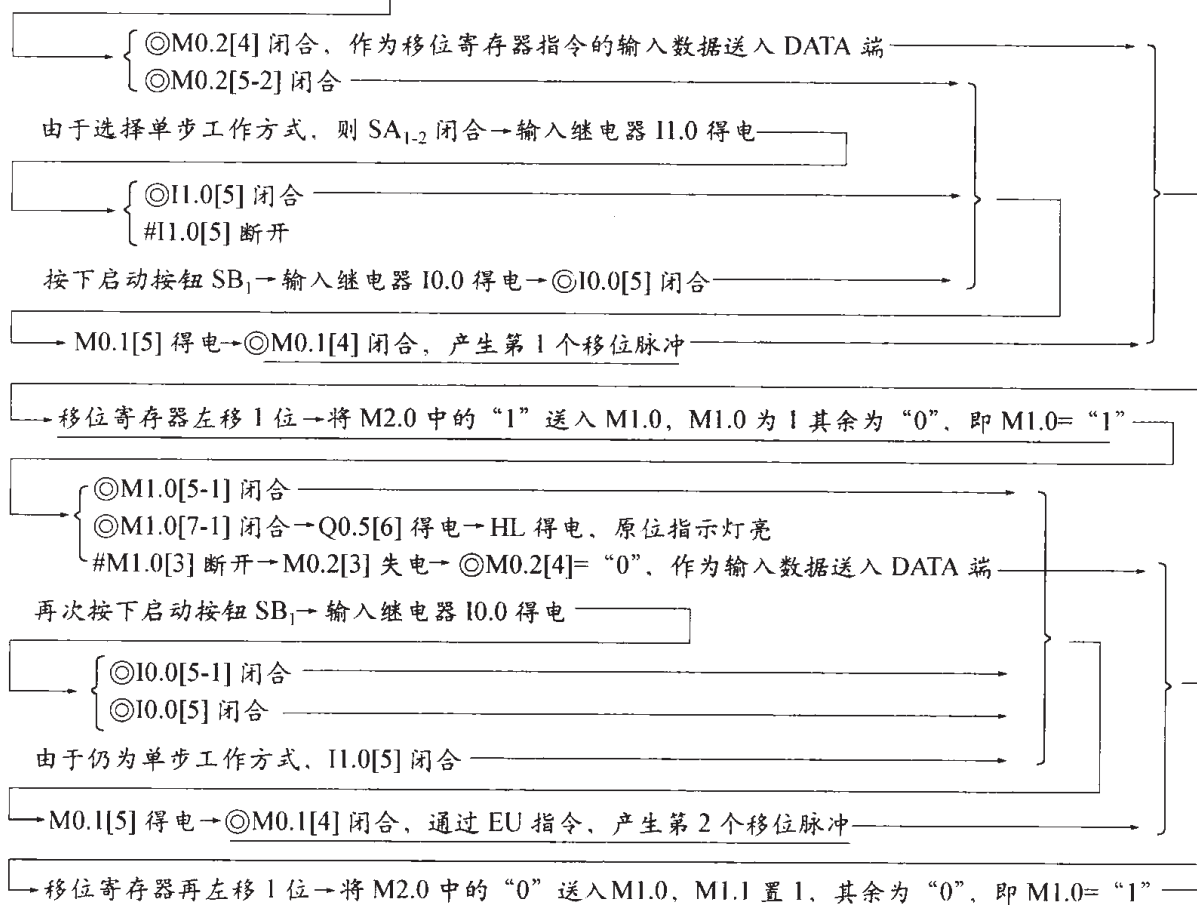 ◎M0.2[4] 闭合，作为移位寄存器指令的输入数据送入 DATA 端
◎M0.2[5-2] 闭合
由于选择单步工作方式，则 SA1-2 闭合→输入继电器 I1.0 得电
◎I1.0[5] 闭合
#I1.0[5] 断开
按下启动按钮 SB1→输入继电器 I0.0 得电→◎I0.0[5] 闭合
M0.1[5] 得电→◎M0.1[4] 闭合，产生第 1 个移位脉冲
移位寄存器左移 1 位→将 M2.0 中的“1”送入 M1.0，M1.0 为 1 其余为“0”，即 M1.0=“1”
◎M1.0[5-1] 闭合
◎M1.0[7-1] 闭合→Q0.5[6] 得电→HL 得电，原位指示灯亮
#M1.0[3] 断开→M0.2[3] 失电→◎M0.2[4]=“0”，作为输入数据送入 DATA 端
再次按下启动按钮 SB1→输入继电器 I0.0 得电
◎I0.0[5-1] 闭合
◎I0.0[5] 闭合
由于仍为单步工作方式，I1.0[5] 闭合
M0.1[5] 得电→◎M0.1[4] 闭合，通过 EU 指令，产生第 2 个移位脉冲
移位寄存器再左移 1 位→将 M2.0 中的“0”送入M1.0，M1.1 置 1，其余为“0”，即 M1.0=“1”